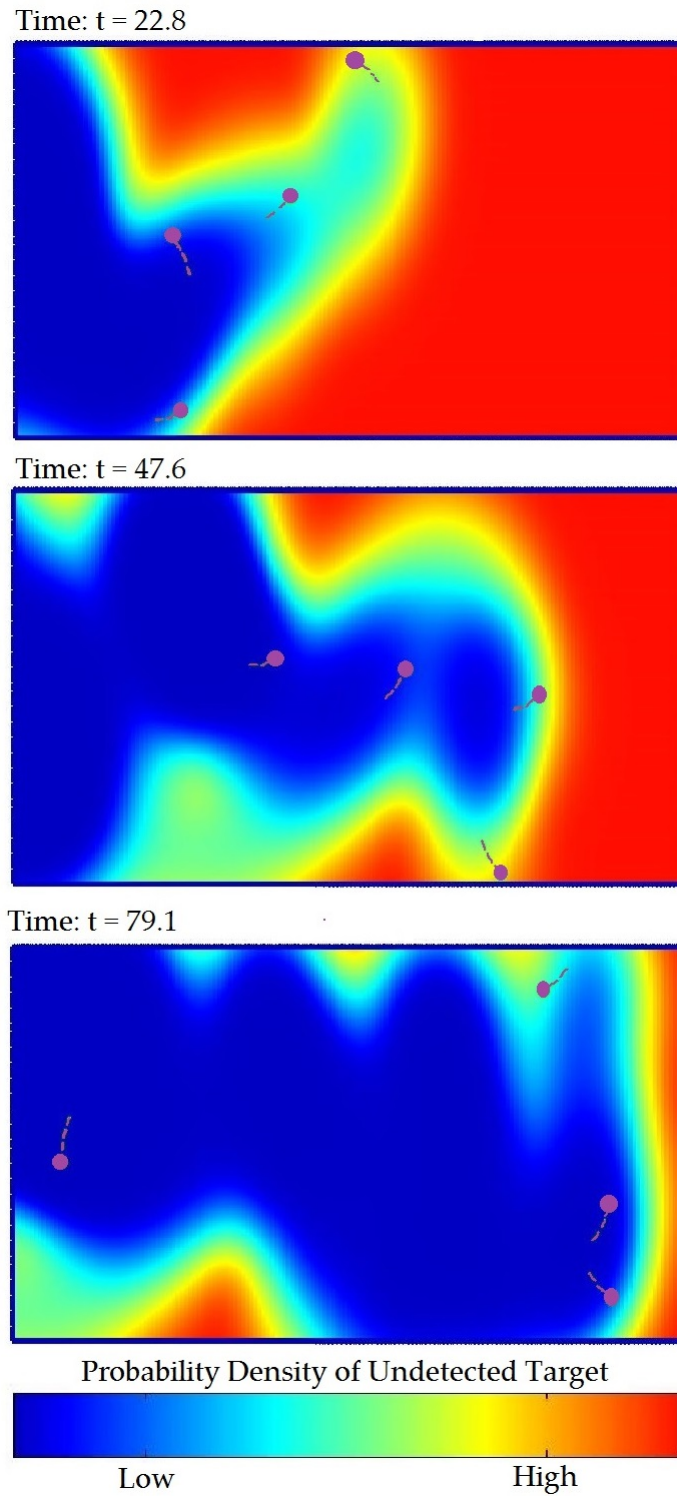 Time: t = 22.8
Time: t = 47.6
Time: t = 79.1
Probability Density of Undetected Target
Low High